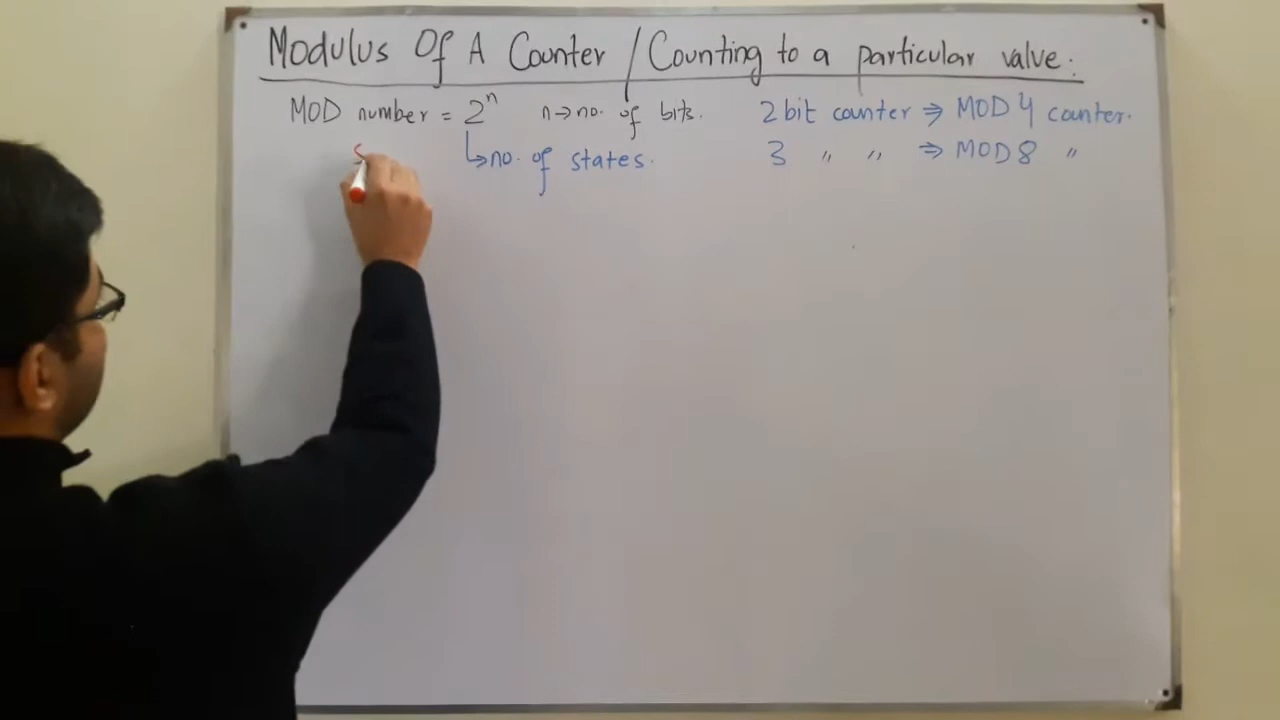 Modulus Of A Counter / Counting to a particular valve:
MOD number = 2ⁿ n→no. of bits. 2 bit counter ⇒ MOD 4 counter.
↳no. of states. 3 〃 〃 ⇒ MOD 8 〃